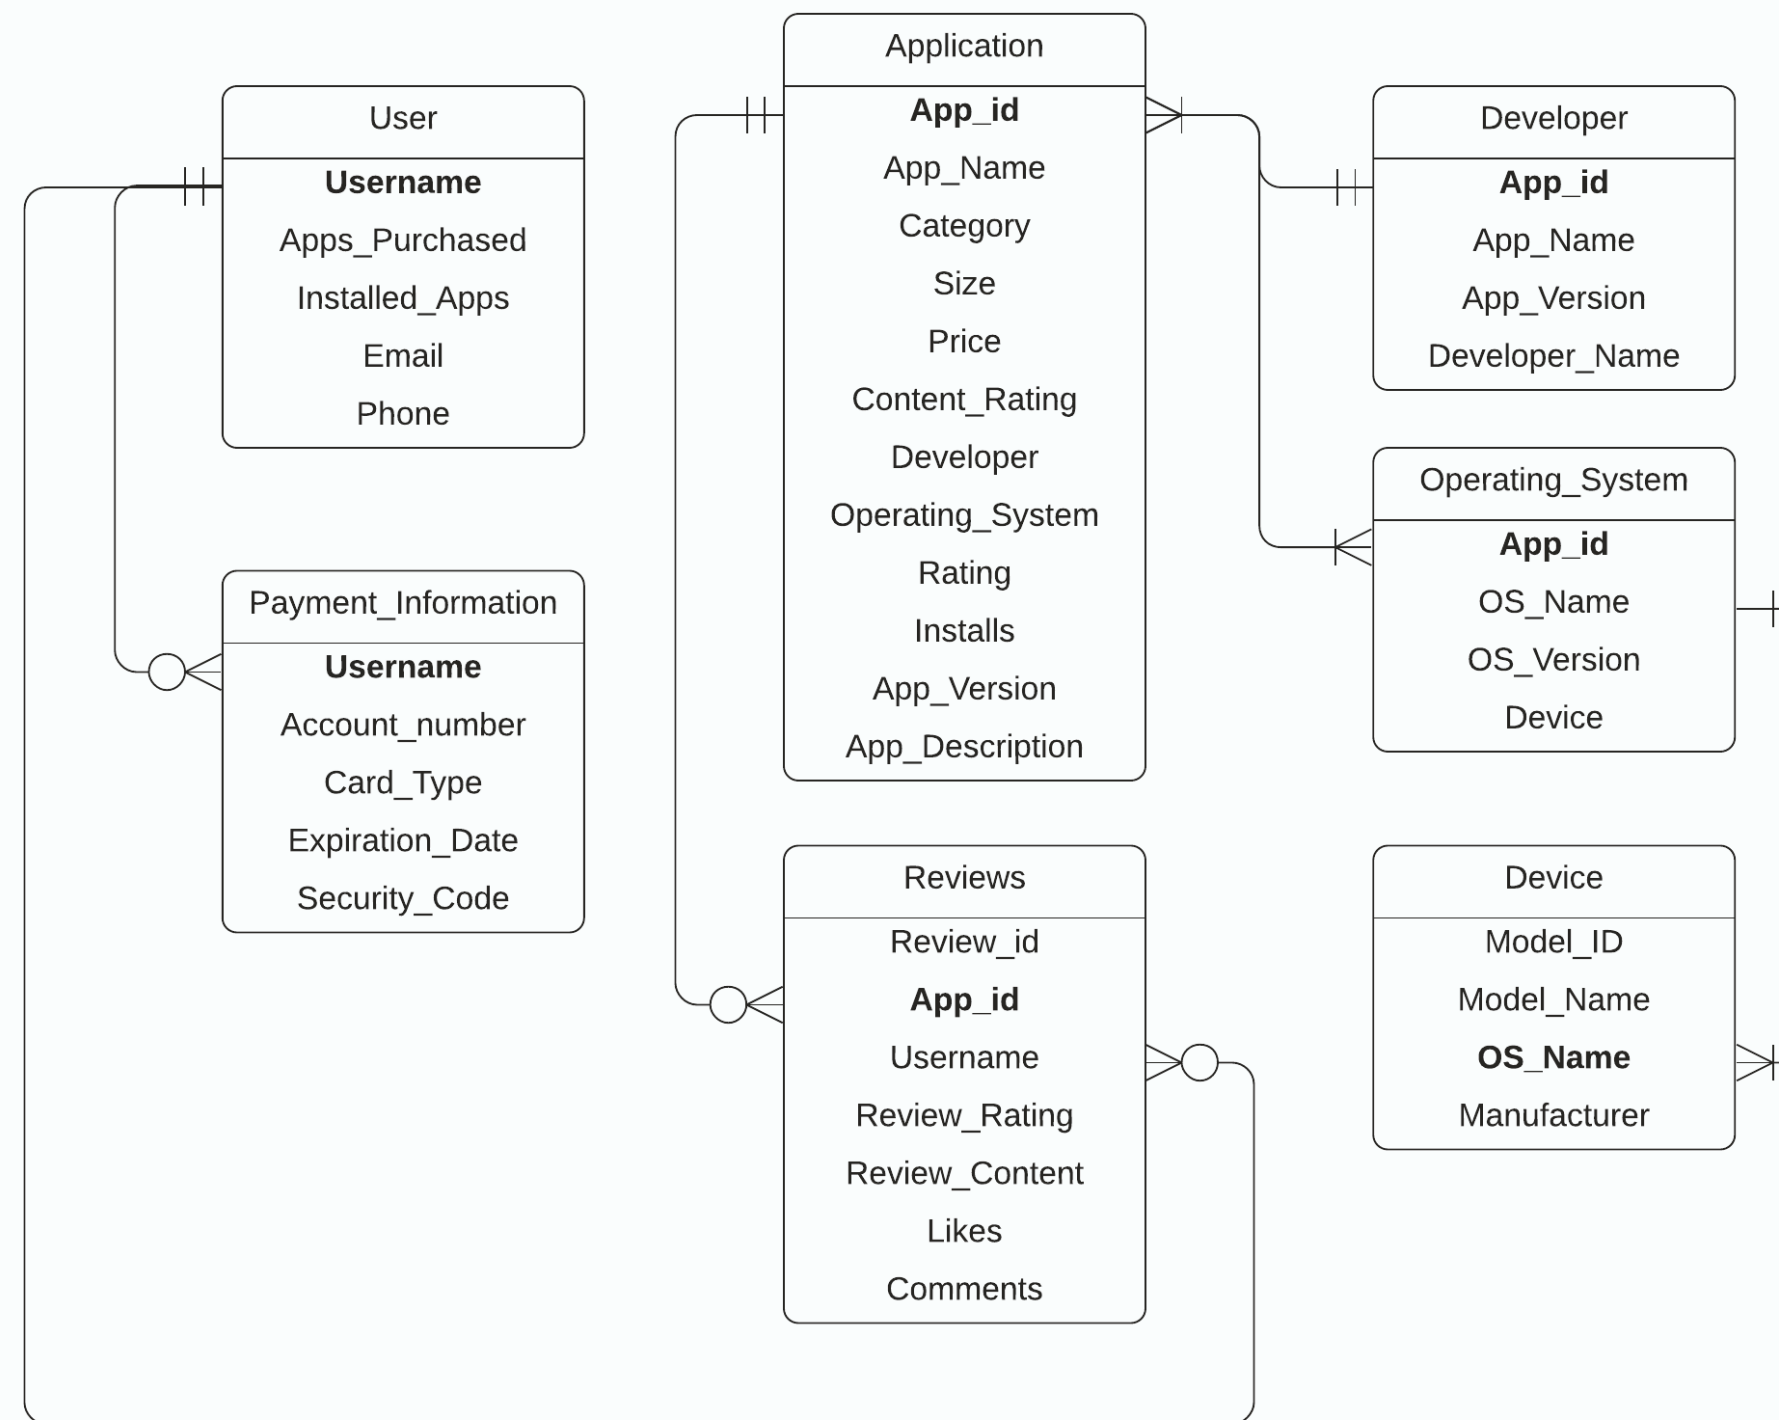 User
Username
Apps_Purchased
Installed_Apps
Email
Phone
Payment_Information
Username
Account_number
Card_Type
Expiration_Date
Security_Code
Application
App_id
App_Name
Category
Size
Price
Content_Rating
Developer
Operating_System
Rating
Installs
App_Version
App_Description
Reviews
Review_id
App_id
Username
Review_Rating
Review_Content
Likes
Comments
Developer
App_id
App_Name
App_Version
Developer_Name
Operating_System
App_id
OS_Name
OS_Version
Device
Device
Model_ID
Model_Name
OS_Name
Manufacturer